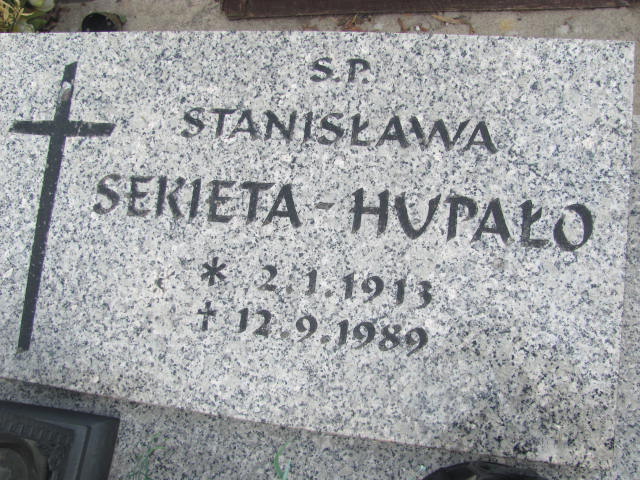 S.P.
STANISŁAWA
SEKIETA-HUPAŁO
* 2.1.1913
† 12.9.1989